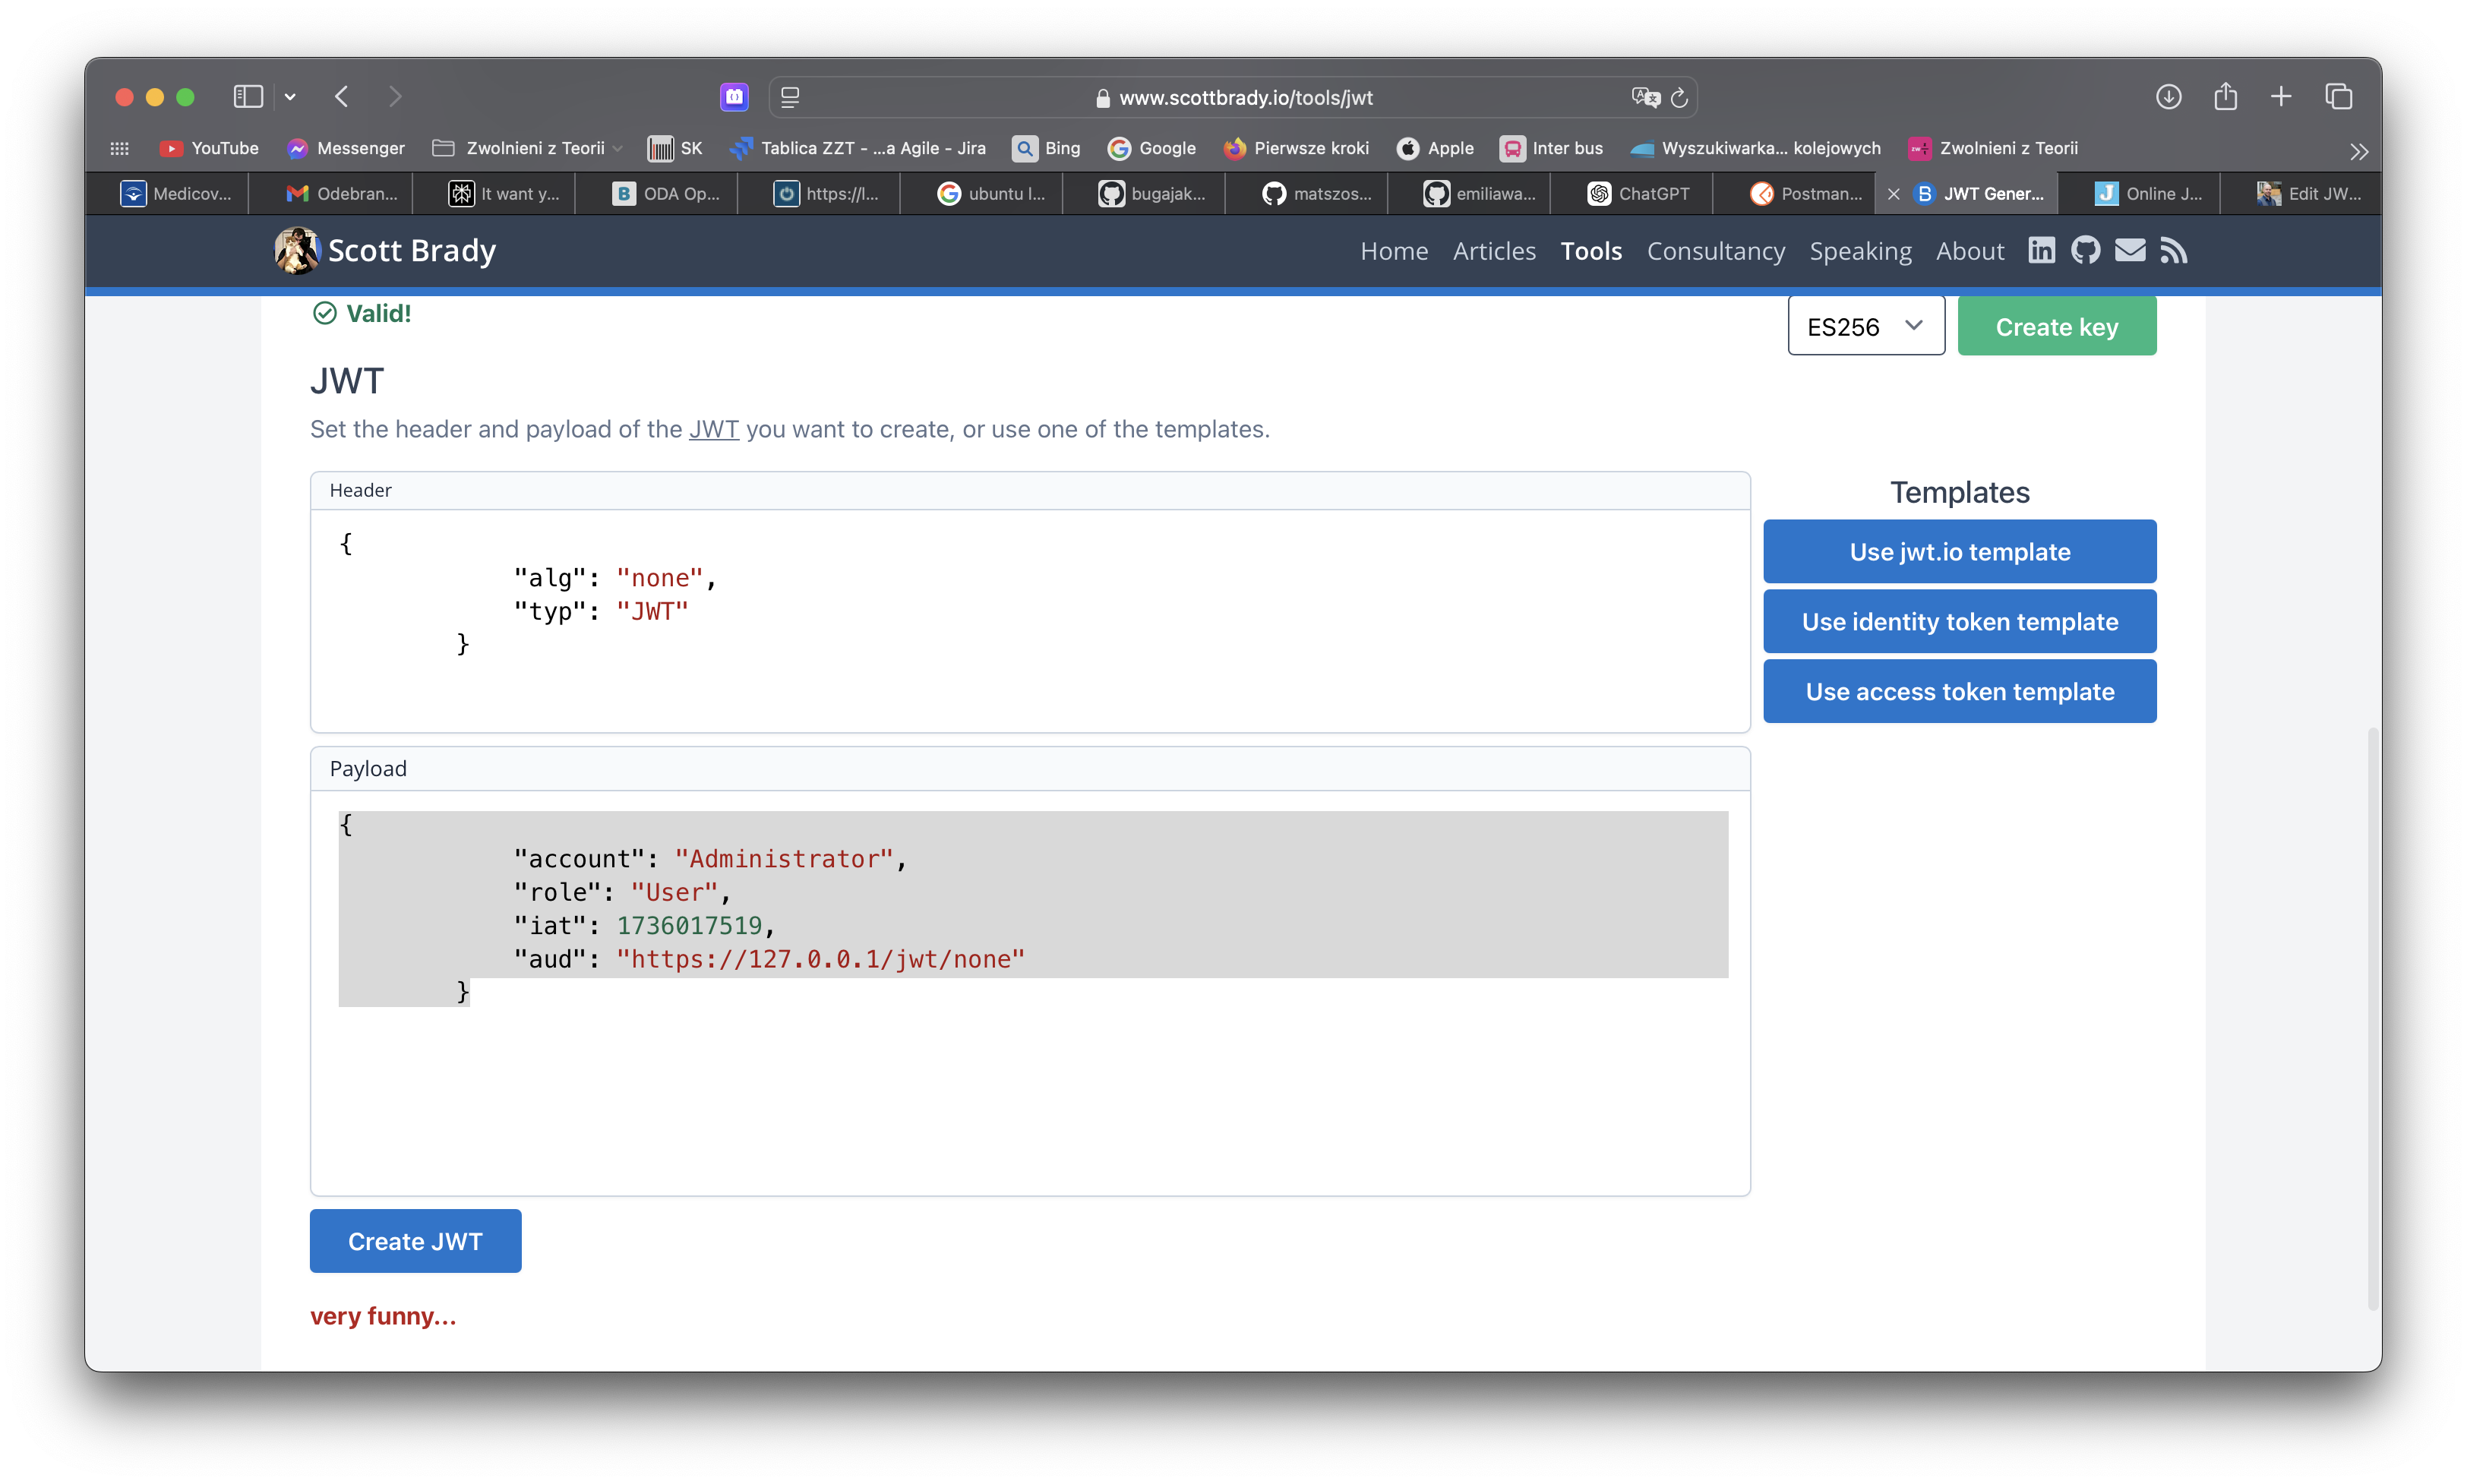 www.scottbrady.io/tools/jwt
YouTube Messenger Zwolnieni z Teorii SK Tablica ZZT - ...a Agile - Jira Bing Google Pierwsze kroki Apple Inter bus Wyszukiwarka... kolejowych Zwolnieni z Teorii
Medicov... Odebran... It want y... ODA Op... https://l... ubuntu l... bugajak... matszos... emiliawa... ChatGPT Postman... JWT Gener... Online J... Edit JW...
Scott Brady Home Articles Tools Consultancy Speaking About
Valid! ES256 Create key
JWT
Set the header and payload of the JWT you want to create, or use one of the templates.
Header
{
"alg": "none",
"typ": "JWT"
}
Templates
Use jwt.io template
Use identity token template
Use access token template
Payload
{
"account": "Administrator",
"role": "User",
"iat": 1736017519,
"aud": "https://127.0.0.1/jwt/none"
}
Create JWT
very funny...